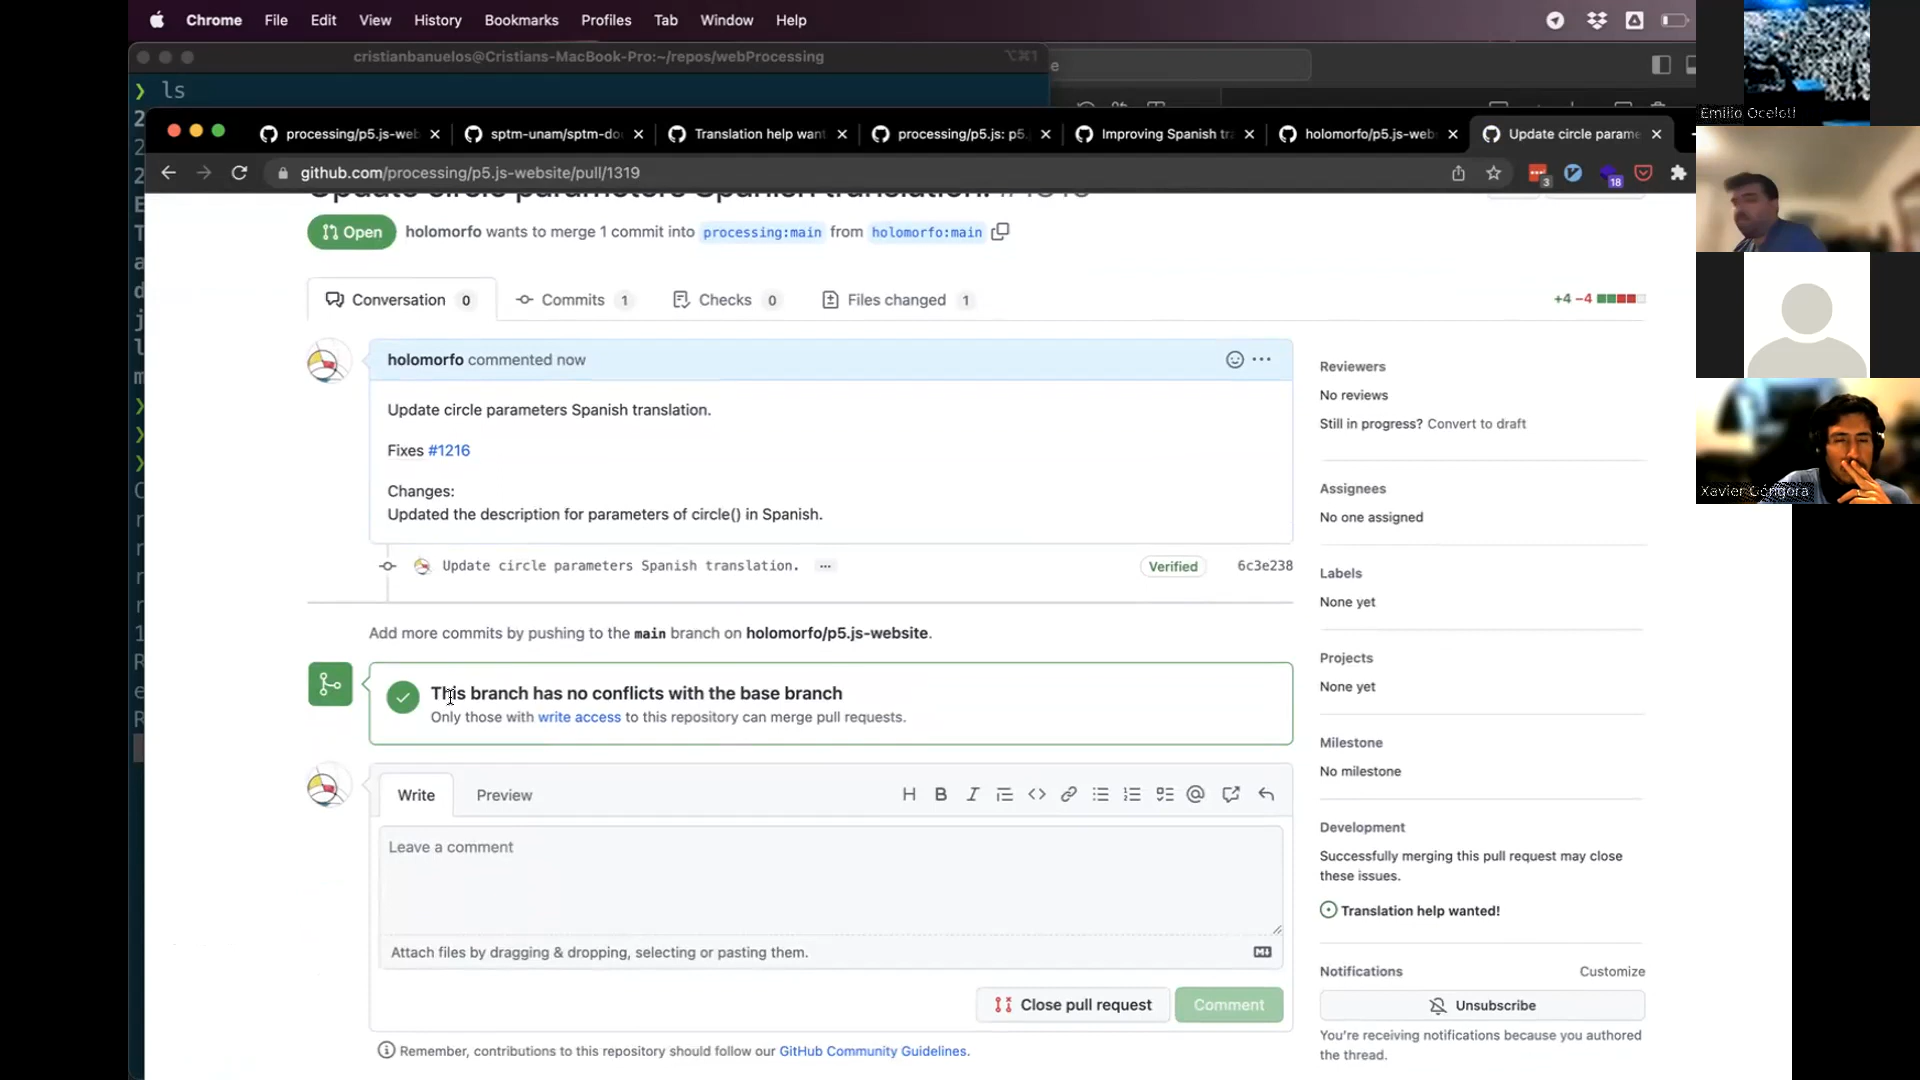 Chrome File Edit View History Bookmarks Profiles Tab Window Help
cristianbanuelos@Cristians-MacBook-Pro:~/repos/webProcessing ⌥⌘1
❯ ls
processing/p5.js-web
sptm-unam/sptm-do
Translation help want
processing/p5.js: p5.
Improving Spanish tr
holomorfo/p5.js-web
Update circle parame
github.com/processing/p5.js-website/pull/1319
3
18
Update circle parameters Spanish translation. #1319
Open holomorfo wants to merge 1 commit into processing:main from holomorfo:main
Conversation 0 Commits 1 Checks 0 Files changed 1 +4 −4
holomorfo commented now
Update circle parameters Spanish translation.
Fixes #1216
Changes:
Updated the description for parameters of circle() in Spanish.
Update circle parameters Spanish translation. ... Verified 6c3e238
Add more commits by pushing to the main branch on holomorfo/p5.js-website.
This branch has no conflicts with the base branch
Only those with write access to this repository can merge pull requests.
Write Preview
Leave a comment
Attach files by dragging & dropping, selecting or pasting them.
Close pull request Comment
Remember, contributions to this repository should follow our GitHub Community Guidelines.
Reviewers
No reviews
Still in progress? Convert to draft
Assignees
No one assigned
Labels
None yet
Projects
None yet
Milestone
No milestone
Development
Successfully merging this pull request may close
these issues.
Translation help wanted!
Notifications Customize
Unsubscribe
You're receiving notifications because you authored
the thread.
Emilio Ocelotl
Xavier Góngora